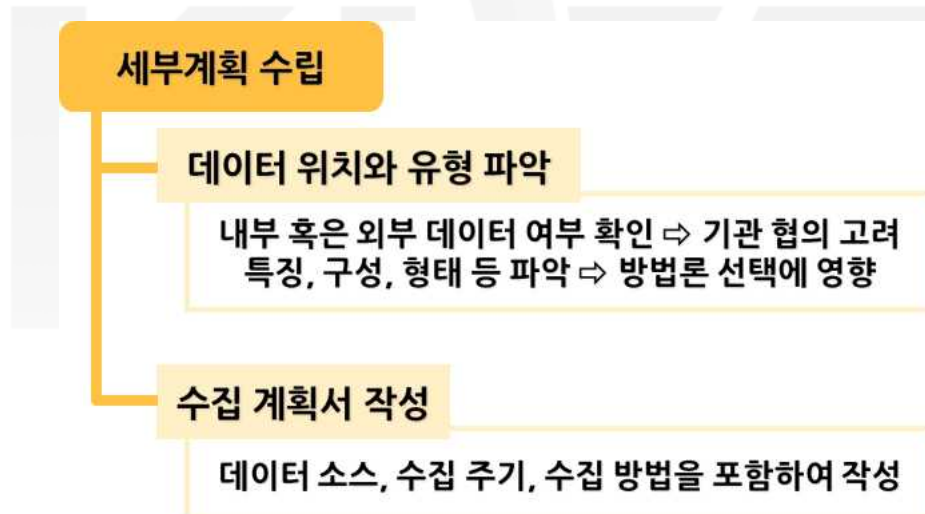 세부계획 수립
데이터 위치와 유형 파악
내부 혹은 외부 데이터 여부 확인 ⇨ 기관 협의 고려
특징, 구성, 형태 등 파악 ⇨ 방법론 선택에 영향
수집 계획서 작성
데이터 소스, 수집 주기, 수집 방법을 포함하여 작성